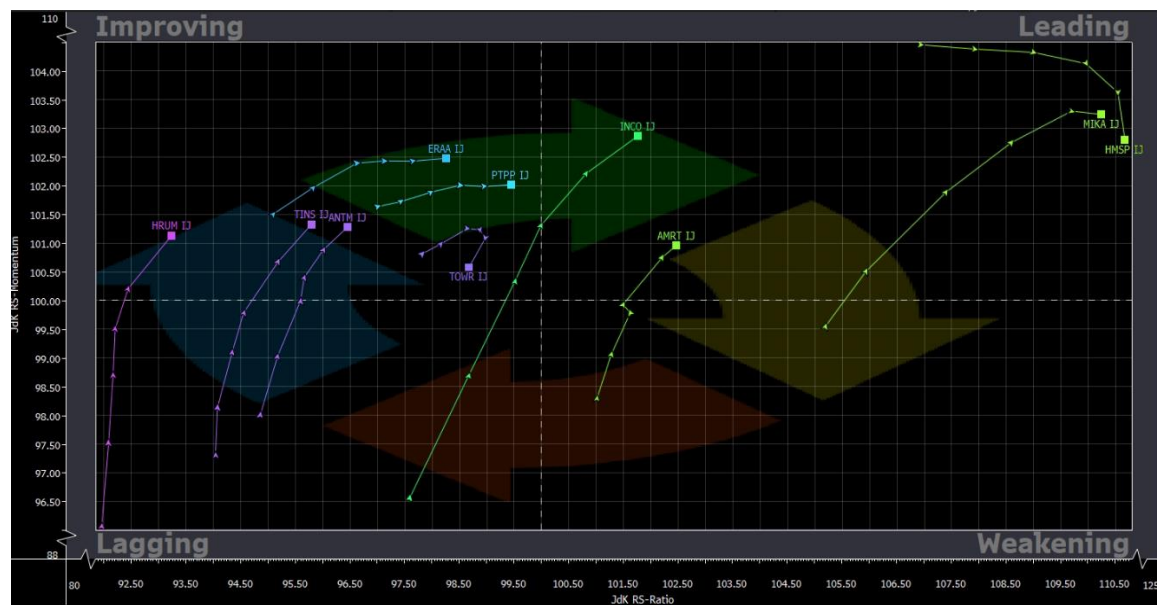 110
Improving
Leading
104.00
103.50
103.00
102.50
102.00
101.50
101.00
100.50
100.00
99.50
99.00
98.50
98.00
97.50
97.00
96.50
88
JdK RS-Momentum
INCO IJ
MIKA IJ
HMSP IJ
ERAA IJ
PTPP IJ
TINS IJ
ANTM IJ
HRUM IJ
AMRT IJ
TOWR IJ
Lagging
Weakening
80
92.50
93.50
94.50
95.50
96.50
97.50
98.50
99.50
100.50
101.50
102.50
103.50
104.50
105.50
106.50
107.50
108.50
109.50
110.50
125
JdK RS-Ratio